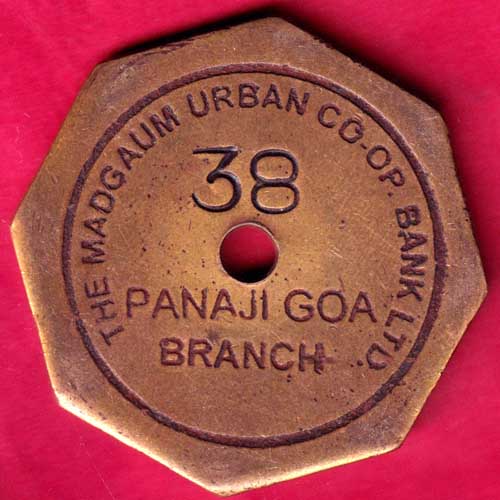 THE MADGAUM URBAN CO-OP. BANK LTD
38
PANAJI GOA
BRANCH